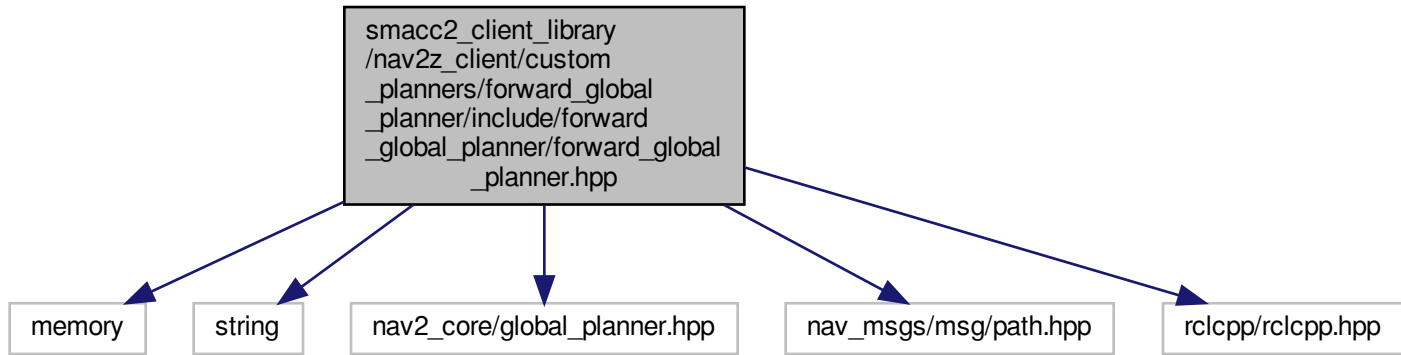 smacc2_client_library
/nav2z_client/custom
_planners/forward_global
_planner/include/forward
_global_planner/forward_global
_planner.hpp
memory
string
nav2_core/global_planner.hpp
nav_msgs/msg/path.hpp
rclcpp/rclcpp.hpp